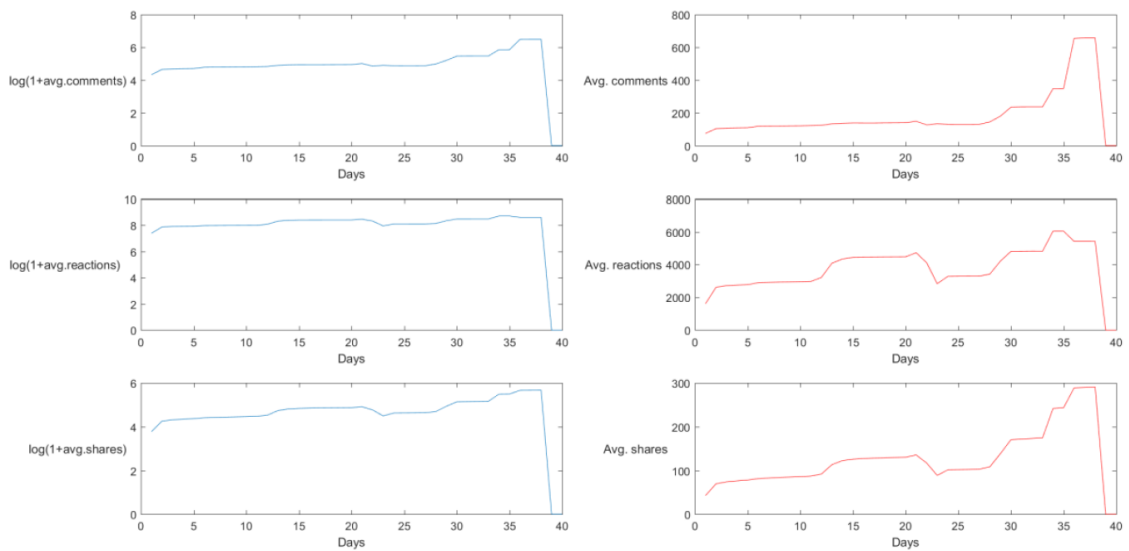 8
6
4
2
0
log(1+avg.comments)
0 5 10 15 20 25 30 35 40
Days
800
600
400
200
0
Avg. comments
0 5 10 15 20 25 30 35 40
Days
10
8
6
4
2
0
log(1+avg.reactions)
0 5 10 15 20 25 30 35 40
Days
8000
6000
4000
2000
0
Avg. reactions
0 5 10 15 20 25 30 35 40
Days
6
4
2
0
log(1+avg.shares)
0 5 10 15 20 25 30 35 40
Days
300
200
100
0
Avg. shares
0 5 10 15 20 25 30 35 40
Days